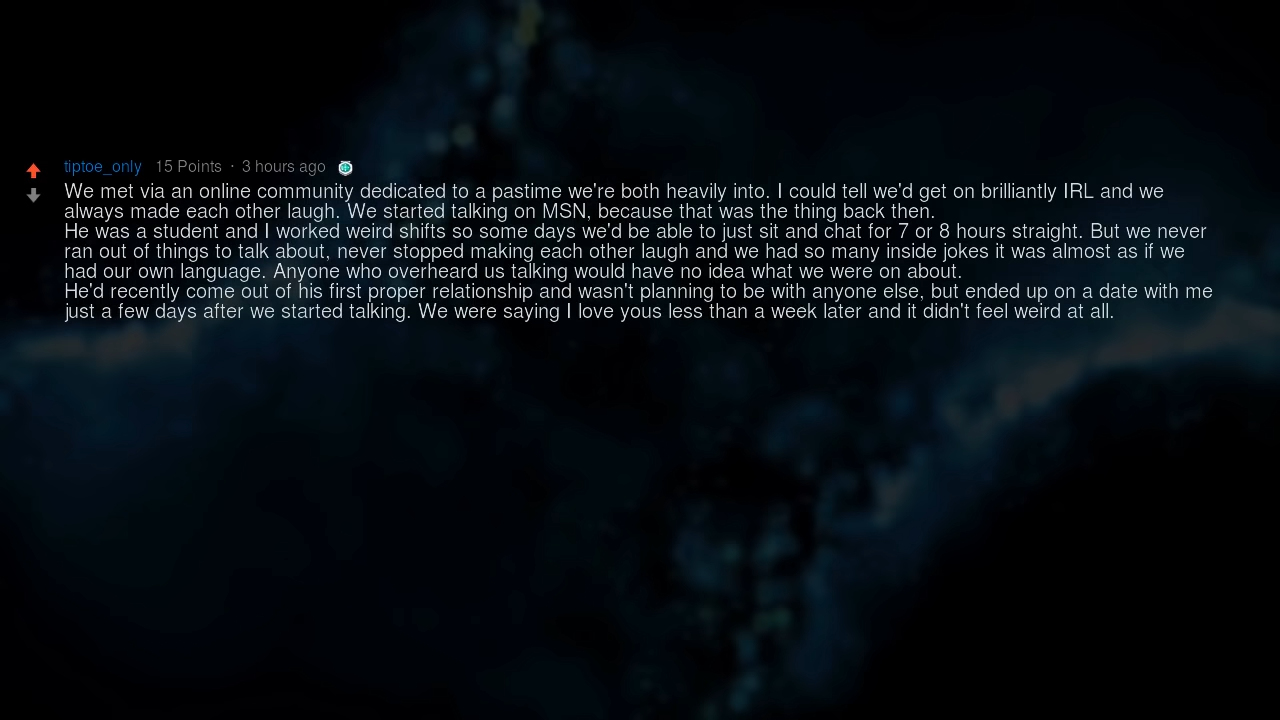 tiptoe_only 15 Points · 3 hours ago
We met via an online community dedicated to a pastime we're both heavily into. I could tell we'd get on brilliantly IRL and we
always made each other laugh. We started talking on MSN, because that was the thing back then.
He was a student and I worked weird shifts so some days we'd be able to just sit and chat for 7 or 8 hours straight. But we never
ran out of things to talk about, never stopped making each other laugh and we had so many inside jokes it was almost as if we
had our own language. Anyone who overheard us talking would have no idea what we were on about.
He'd recently come out of his first proper relationship and wasn't planning to be with anyone else, but ended up on a date with me
just a few days after we started talking. We were saying I love yous less than a week later and it didn't feel weird at all.